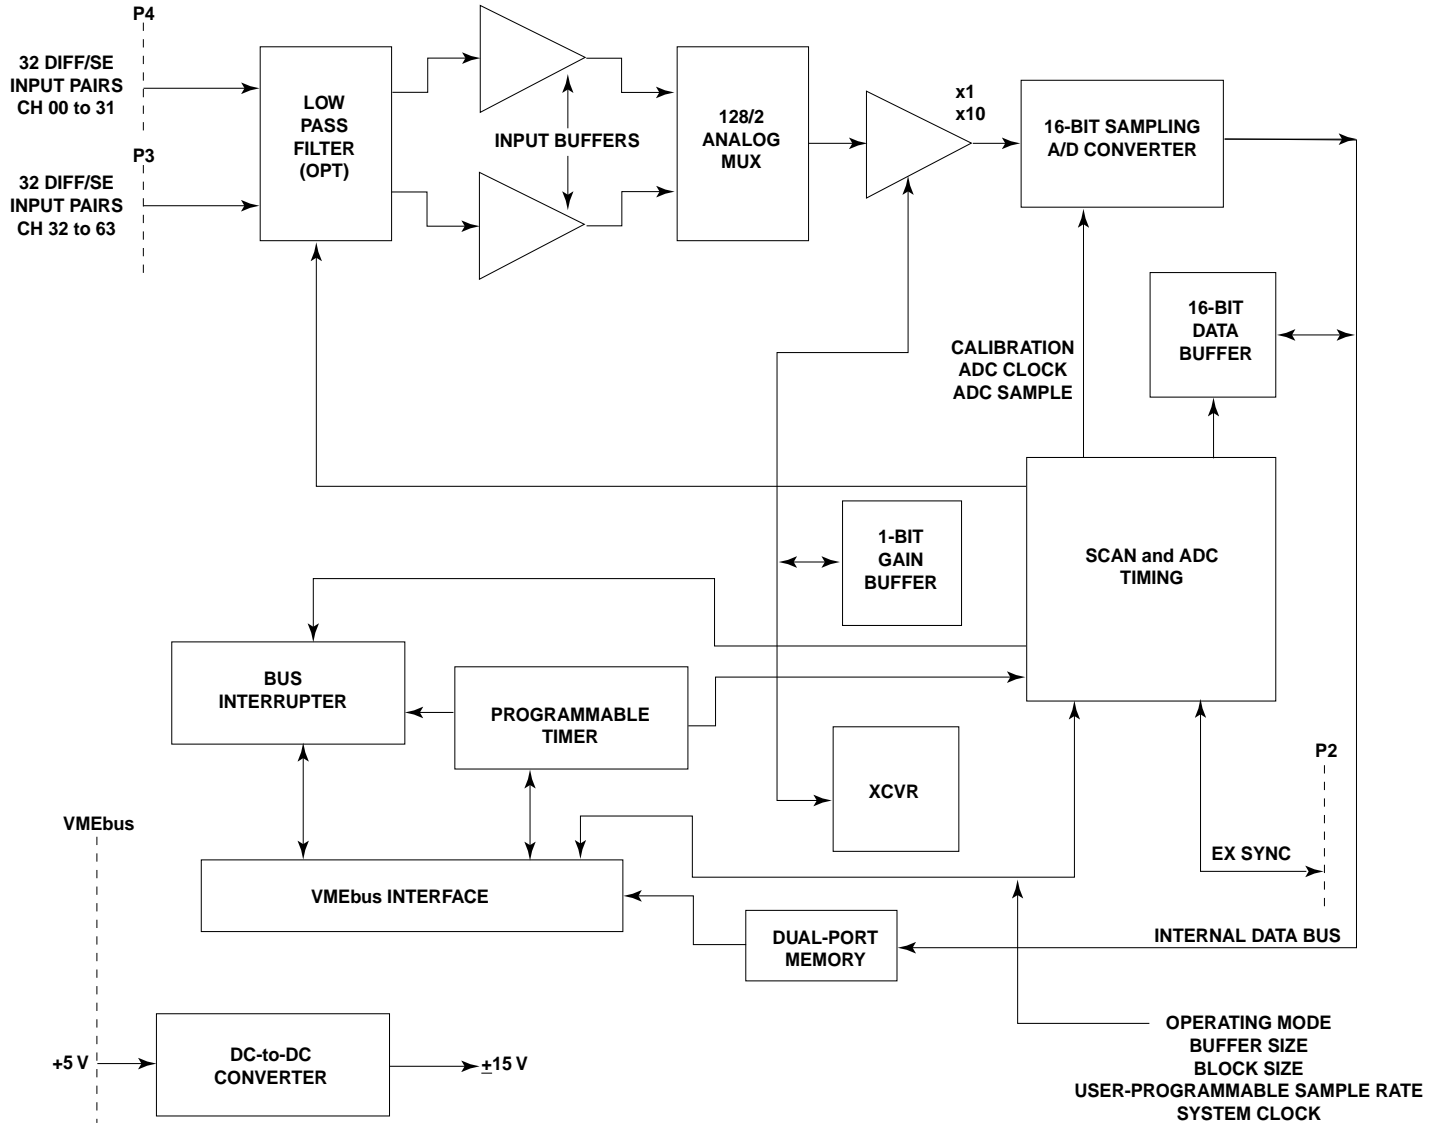 P4
32 DIFF/SE
INPUT PAIRS
CH 00 to 31
P3
32 DIFF/SE
INPUT PAIRS
CH 32 to 63
LOW
PASS
FILTER
(OPT)
INPUT BUFFERS
128/2
ANALOG
MUX
x1
x10
16-BIT SAMPLING
A/D CONVERTER
16-BIT
DATA
BUFFER
CALIBRATION
ADC CLOCK
ADC SAMPLE
1-BIT
GAIN
BUFFER
SCAN and ADC
TIMING
BUS
INTERRUPTER
PROGRAMMABLE
TIMER
XCVR
P2
VMEbus
EX SYNC
VMEbus INTERFACE
DUAL-PORT
MEMORY
INTERNAL DATA BUS
OPERATING MODE
BUFFER SIZE
BLOCK SIZE
USER-PROGRAMMABLE SAMPLE RATE
SYSTEM CLOCK
+5 V
DC-to-DC
CONVERTER
±15 V